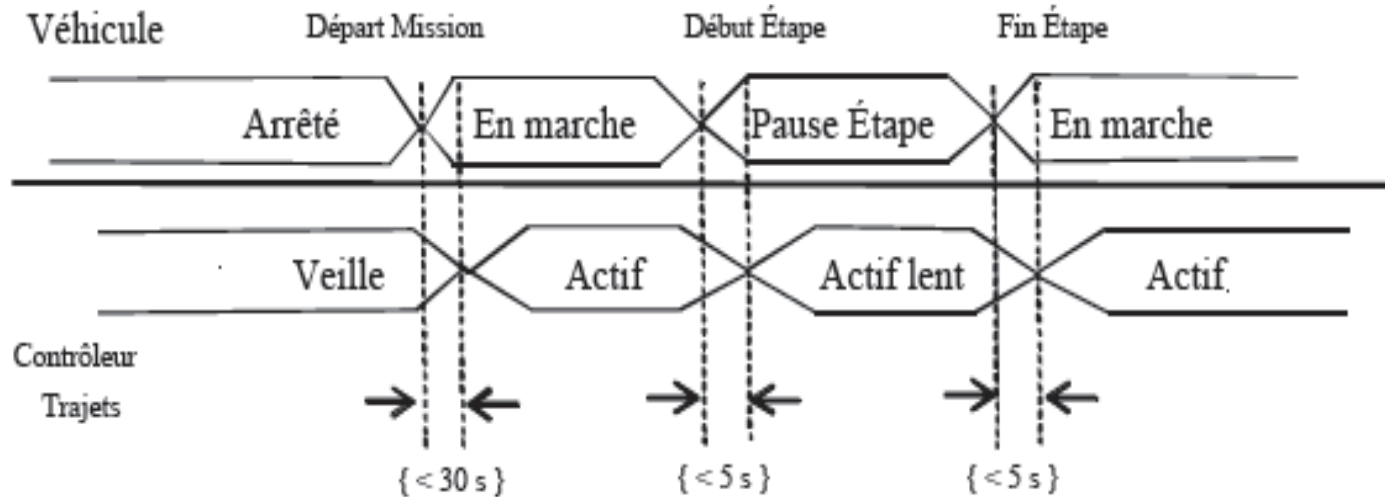 Véhicule
Départ Mission
Début Étape
Fin Étape
Arrêté
En marche
Pause Étape
En marche
Veille
Actif
Actif lent
Actif
Contrôleur
Trajets
{ < 30 s }
{ < 5 s }
{ < 5 s }